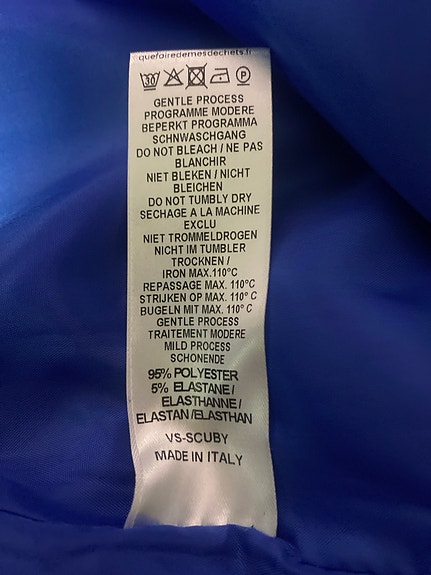 quefairedemesdechets.fr
30 P
GENTLE PROCESS
PROGRAMME MODERE
BEPERKT PROGRAMMA
SCHNWASCHGANG
DO NOT BLEACH / NE PAS
BLANCHIR
NIET BLEKEN / NICHT
BLEICHEN
DO NOT TUMBLY DRY
SECHAGE A LA MACHINE
EXCLU
NIET TROMMELDROGEN
NICHT IM TUMBLER
TROCKNEN /
IRON MAX.110°C
REPASSAGE MAX. 110°C
STRIJKEN OP MAX. 110° C
BUGELN MIT MAX. 110° C
GENTLE PROCESS
TRAITEMENT MODERE
MILD PROCESS
SCHONENDE
95% POLYESTER
5% ELASTANE/
ELASTHANNE/
ELASTAN/ELASTHAN
VS-SCUBY
MADE IN ITALY